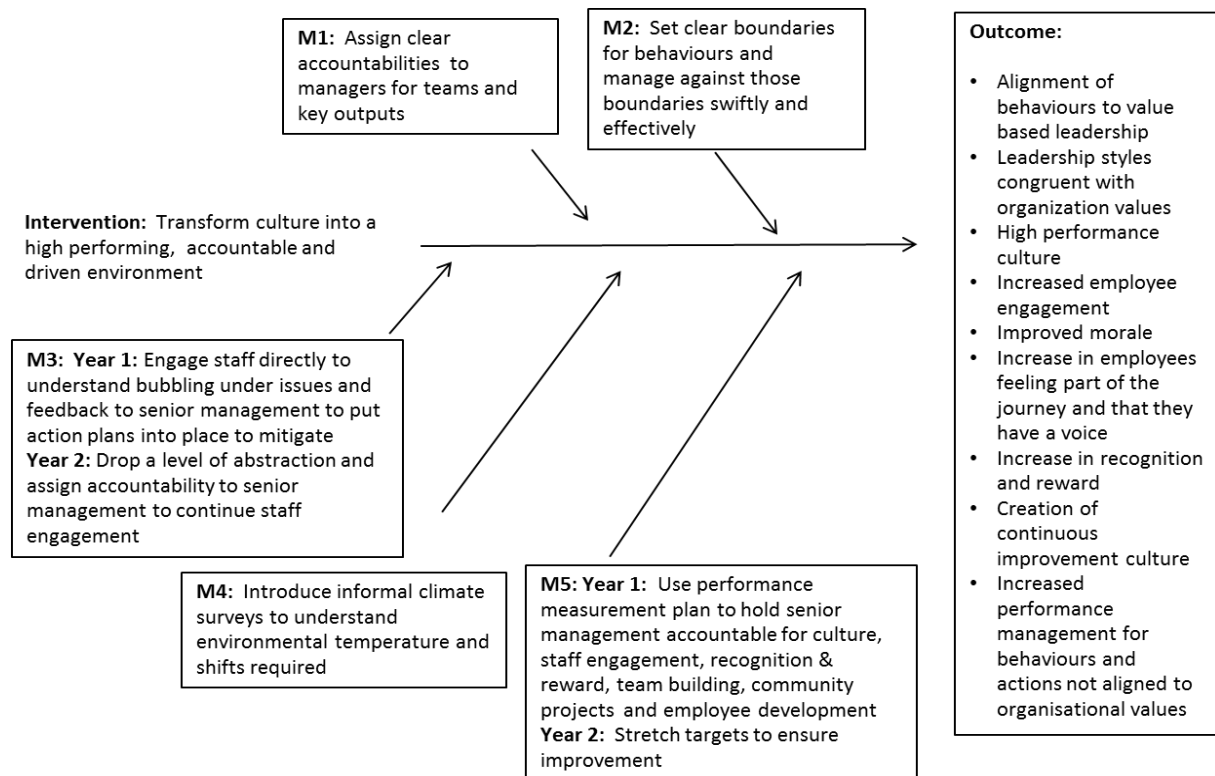 M1: Assign clear
accountabilities to
managers for teams and
key outputs
M2: Set clear boundaries
for behaviours and
manage against those
boundaries swiftly and
effectively
Intervention: Transform culture into a
high performing, accountable and
driven environment
M3: Year 1: Engage staff directly to
understand bubbling under issues and
feedback to senior management to put
action plans into place to mitigate
Year 2: Drop a level of abstraction and
assign accountability to senior
management to continue staff
engagement
M4: Introduce informal climate
surveys to understand
environmental temperature and
shifts required
M5: Year 1: Use performance
measurement plan to hold senior
management accountable for culture,
staff engagement, recognition &
reward, team building, community
projects and employee development
Year 2: Stretch targets to ensure
improvement
Outcome:
• Alignment of
behaviours to value
based leadership
• Leadership styles
congruent with
organization values
• High performance
culture
• Increased employee
engagement
• Improved morale
• Increase in employees
feeling part of the
journey and that they
have a voice
• Increase in recognition
and reward
• Creation of
continuous
improvement culture
• Increased
performance
management for
behaviours and
actions not aligned to
organisational values